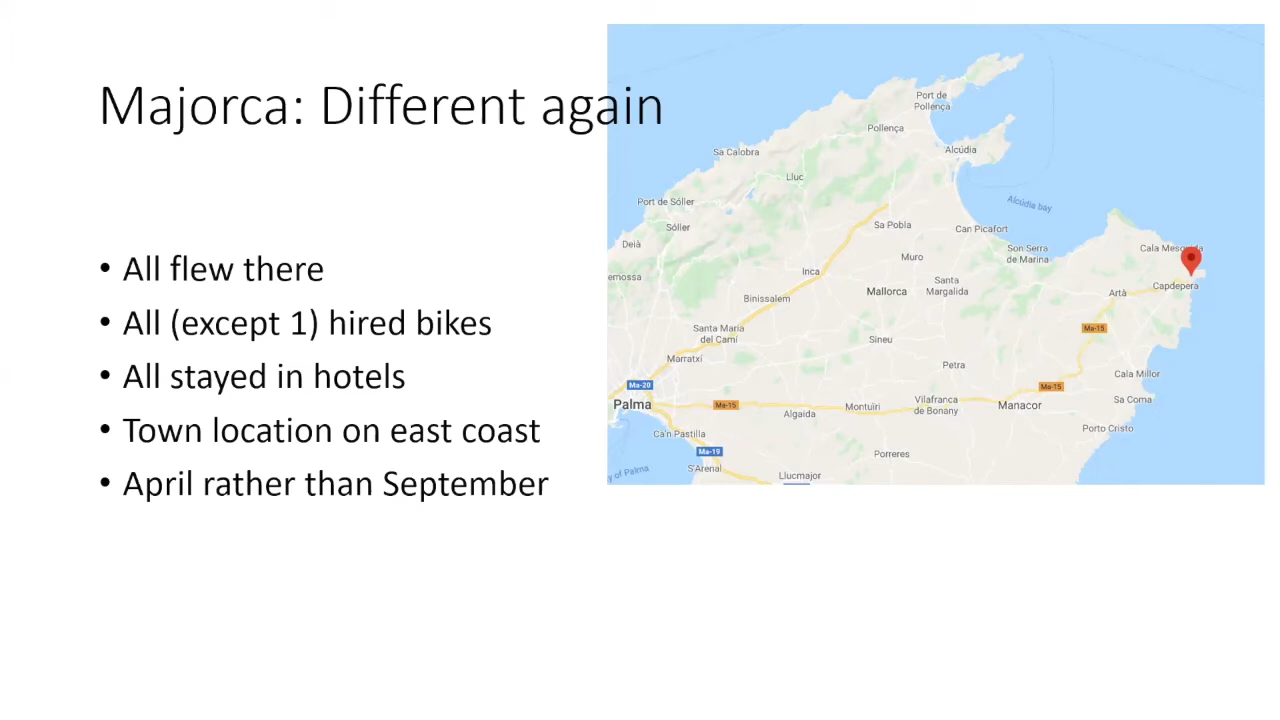 Majorca: Different again
• All flew there
• All (except 1) hired bikes
• All stayed in hotels
• Town location on east coast
• April rather than September
Port de
Pollença
Pollença
Sa Calobra
Alcúdia
Lluc
Port de Sóller
Alcúdia bay
Sóller
Sa Pobla
Can Picafort
Deià
Son Serra
de Marina
Cala Mesquida
Muro
emossa
Inca
Santa
Margalida
Capdepera
Mallorca
Artà
Binissalem
Santa Maria
del Camí
Ma-15
Sineu
Marratxí
Petra
Cala Millor
Ma-20
Ma-15
Palma
Ma-15
Algaida
Montuïri
Vilafranca
de Bonany
Manacor
Sa Coma
Porto Cristo
Ca'n Pastilla
Ma-19
Porreres
y of Palma
S'Arenal
Llucmajor